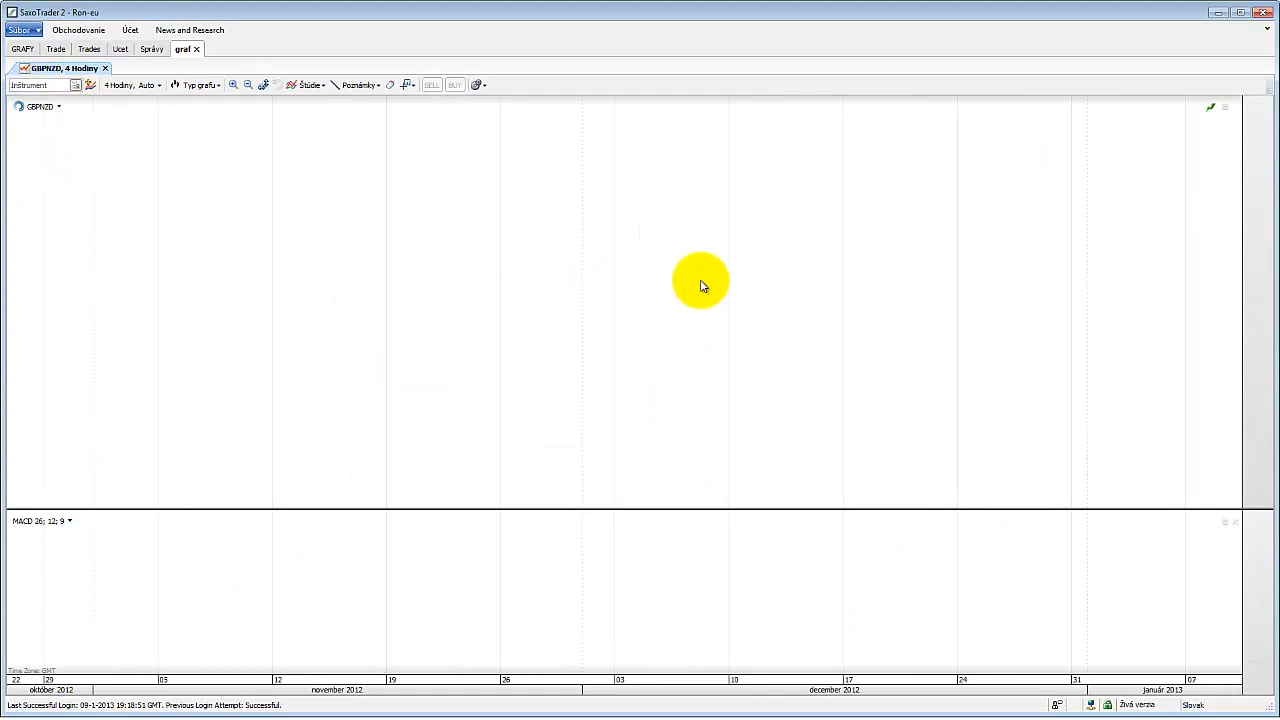 SaxoTrader 2 - Ron-eu
Súbor Obchodovanie Účet News and Research
GRAFY Trade Trades Ucet Správy graf
GBPNZD, 4 Hodiny
Inštrument 4 Hodiny, Auto Typ grafu Štúdie Poznámky SELL BUY
GBPNZD
MACD 26; 12; 9
Time Zone: GMT
22 29 05 12 19 26 03 10 17 24 31 07
október 2012 november 2012 december 2012 január 2013
Last Successful Login: 09-1-2013 19:18:51 GMT. Previous Login Attempt: Successful. Živá verzia Slovak